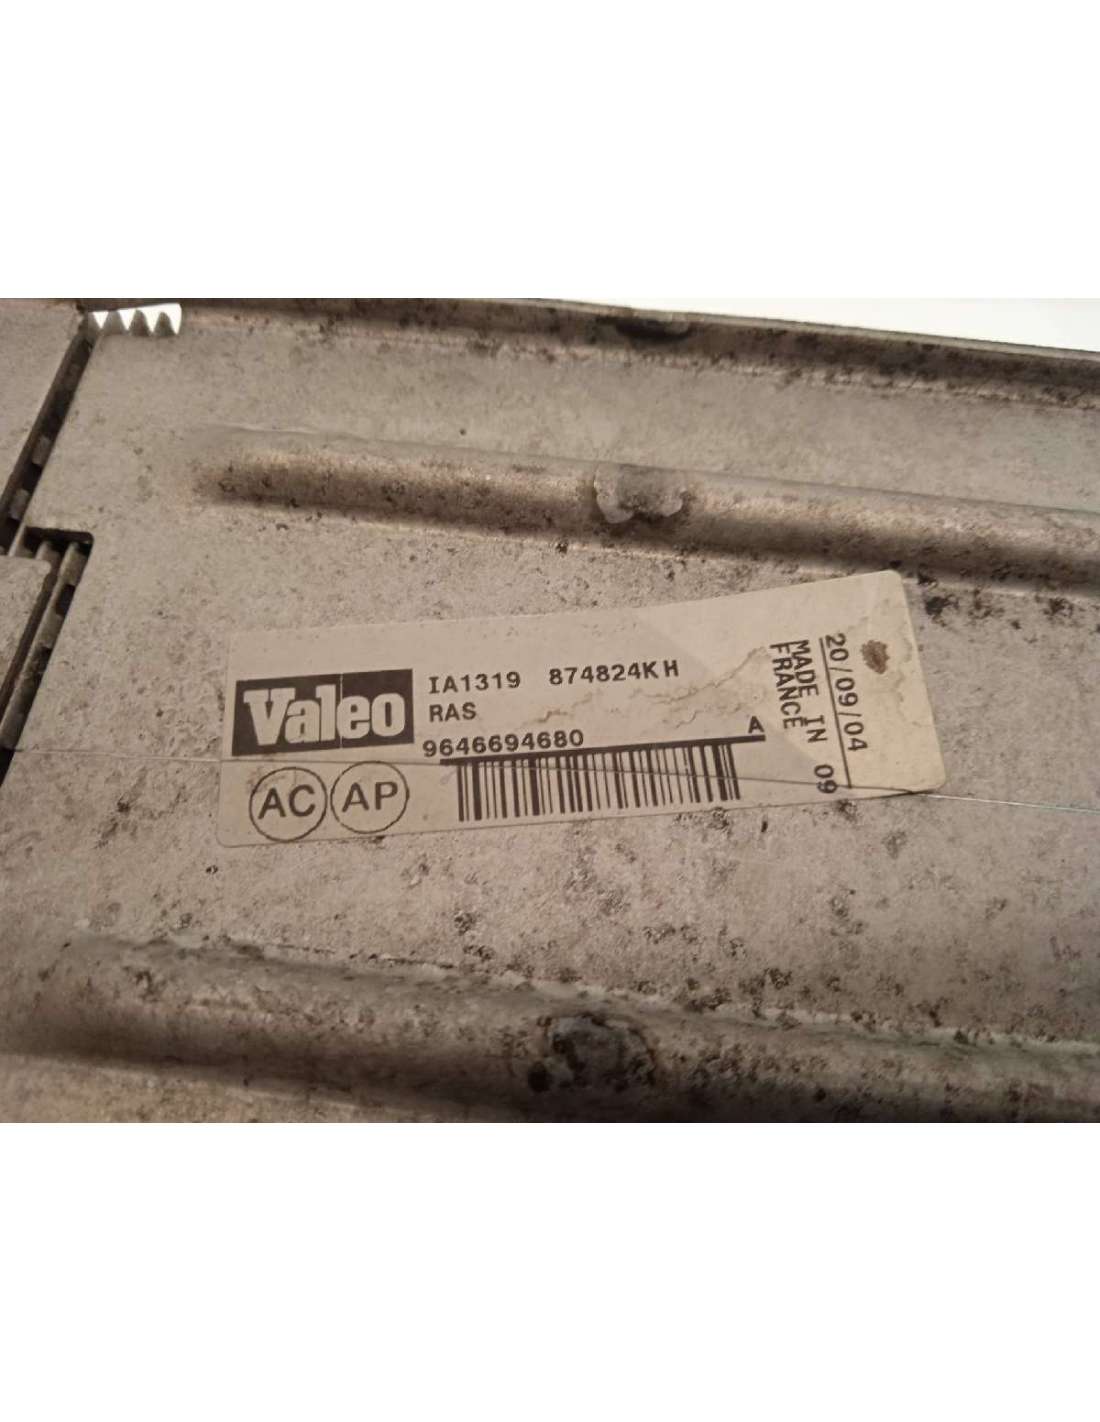 Valeo
IA1319 874824KH
RAS
9646694680 A
AC AP
20/09/04
MADE IN 09
FRANCE